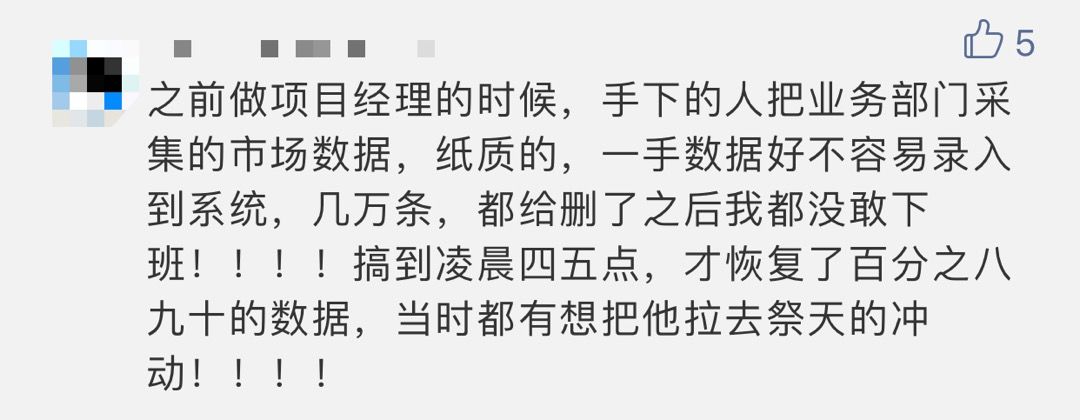 5
之前做项目经理的时候，手下的人把业务部门采
集的市场数据，纸质的，一手数据好不容易录入
到系统，几万条，都给删了之后我都没敢下
班！！！！搞到凌晨四五点，才恢复了百分之八
九十的数据，当时都有想把他拉去祭天的冲
动！！！！